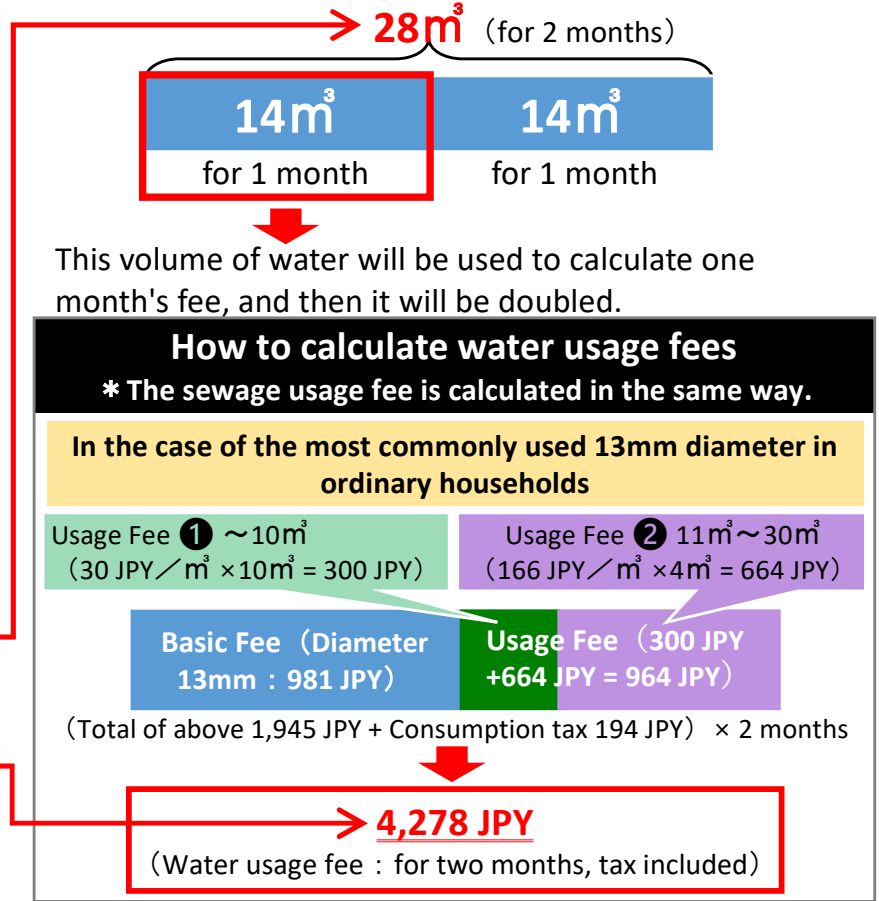 28㎥（for 2 months）
14㎥ 14㎥
for 1 month for 1 month
This volume of water will be used to calculate one
month's fee, and then it will be doubled.
How to calculate water usage fees
＊The sewage usage fee is calculated in the same way.
In the case of the most commonly used 13mm diameter in
ordinary households
Usage Fee ❶ ～10㎥
（30 JPY／㎥ ×10㎥ = 300 JPY）
Usage Fee ❷ 11㎥～30㎥
（166 JPY／㎥ ×4㎥ = 664 JPY）
Basic Fee（Diameter
13mm：981 JPY）
Usage Fee（300 JPY
+664 JPY = 964 JPY）
（Total of above 1,945 JPY + Consumption tax 194 JPY） × 2 months
4,278 JPY
（Water usage fee：for two months, tax included）